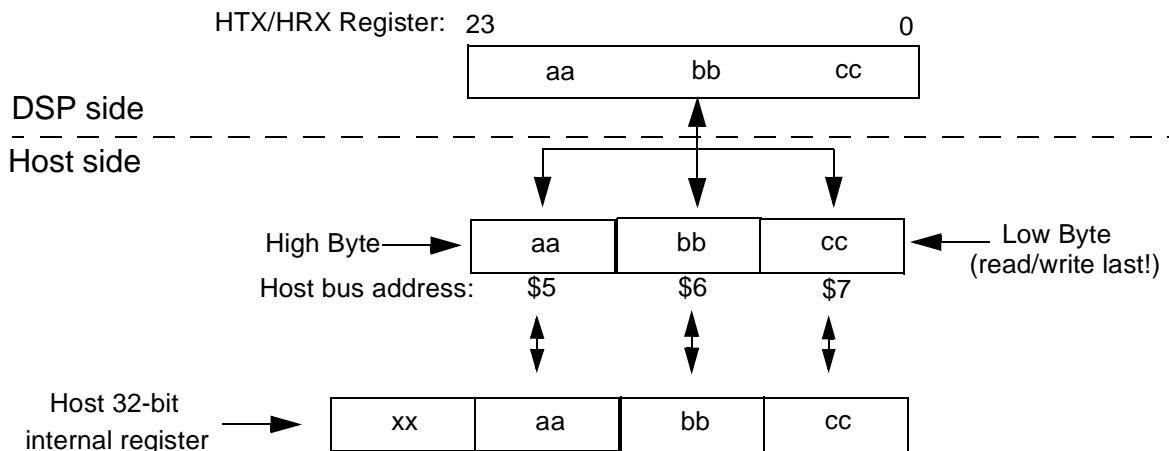 HTX/HRX Register: 23 0
aa bb cc
DSP side
Host side
High Byte aa bb cc Low Byte
(read/write last!)
Host bus address: $5 $6 $7
Host 32-bit
internal register
xx aa bb cc